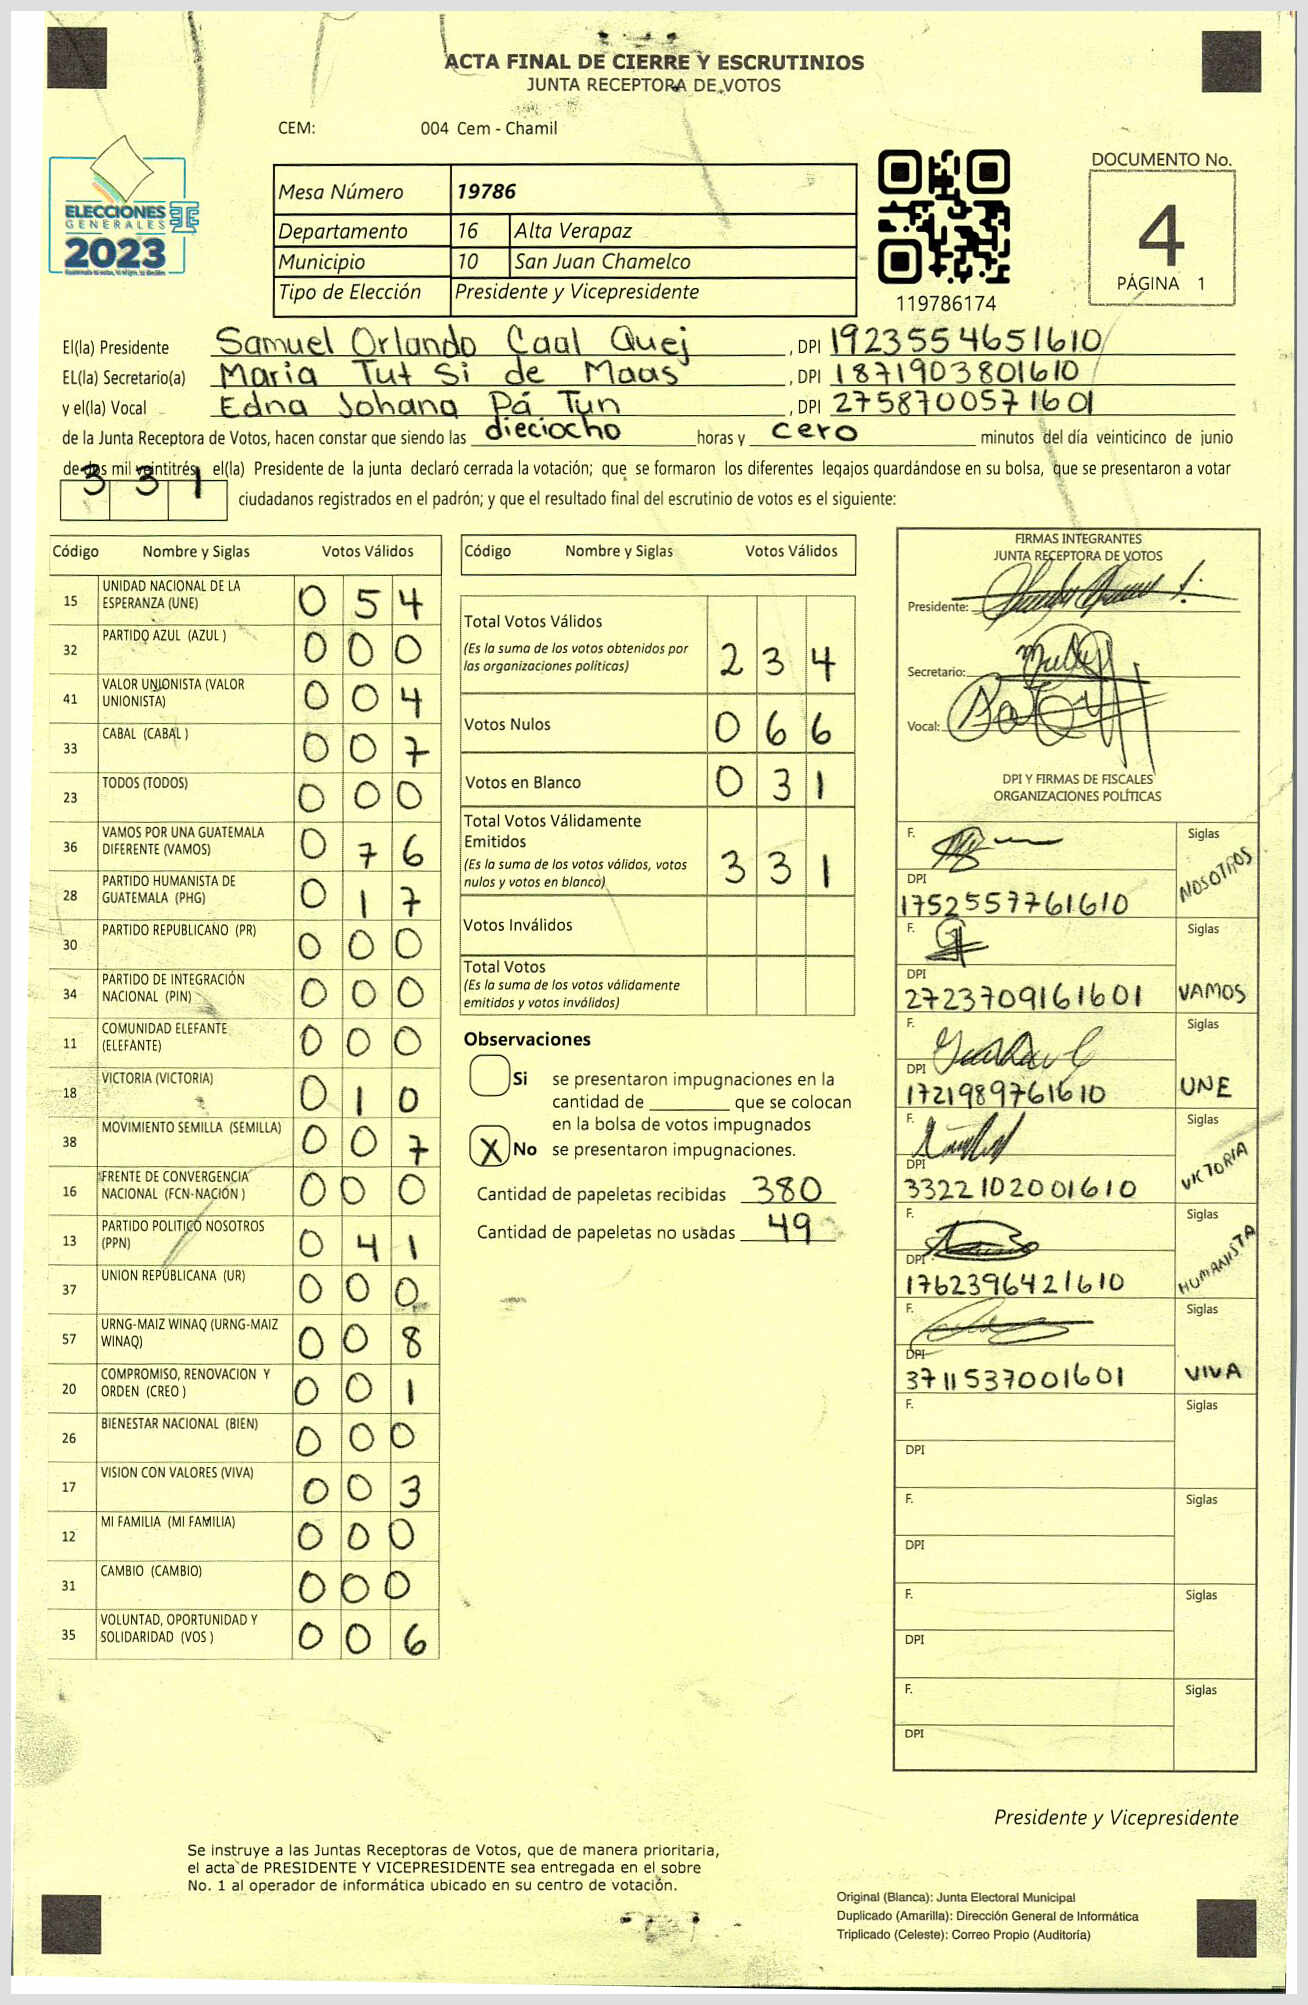 ACTA FINAL DE CIERRE Y ESCRUTINIOS
JUNTA RECEPTORA DE VOTOS
CEM: 004 Cem - Chamil
ELECCIONES
GENERALES
2023
Mesa Número 19786
Departamento 16 Alta Verapaz
Municipio 10 San Juan Chamelco
Tipo de Elección Presidente y Vicepresidente
119786174
DOCUMENTO No.
4
PÁGINA 1
El(la) Presidente Samuel Orlando Caal Quej , DPI 1923554651610
EL(la) Secretario(a) Maria Tut Si de Maas , DPI 1871903801610
y el(la) Vocal Edna Johana Pá Tun , DPI 2758700571601
de la Junta Receptora de Votos, hacen constar que siendo las dieciocho horas y cero minutos del día veinticinco de junio
de dos mil veintitrés, el(la) Presidente de la junta declaró cerrada la votación; que se formaron los diferentes legajos quardándose en su bolsa, que se presentaron a votar
331 ciudadanos registrados en el padrón; y que el resultado final del escrutinio de votos es el siguiente:
Código Nombre y Siglas Votos Válidos
15 UNIDAD NACIONAL DE LA ESPERANZA (UNE) 0 5 4
32 PARTIDO AZUL (AZUL ) 0 0 0
41 VALOR UNIONISTA (VALOR UNIONISTA) 0 0 4
33 CABAL (CABAL ) 0 0 7
23 TODOS (TODOS) 0 0 0
36 VAMOS POR UNA GUATEMALA DIFERENTE (VAMOS) 0 7 6
28 PARTIDO HUMANISTA DE GUATEMALA (PHG) 0 1 7
30 PARTIDO REPUBLICANO (PR) 0 0 0
34 PARTIDO DE INTEGRACIÓN NACIONAL (PIN) 0 0 0
11 COMUNIDAD ELEFANTE (ELEFANTE) 0 0 0
18 VICTORIA (VICTORIA) 0 1 0
38 MOVIMIENTO SEMILLA (SEMILLA) 0 0 7
16 FRENTE DE CONVERGENCIA NACIONAL (FCN-NACION ) 0 0 0
13 PARTIDO POLITICO NOSOTROS (PPN) 0 4 1
37 UNION REPUBLICANA (UR) 0 0 0
57 URNG-MAIZ WINAQ (URNG-MAIZ WINAQ) 0 0 8
20 COMPROMISO, RENOVACION Y ORDEN (CREO ) 0 0 1
26 BIENESTAR NACIONAL (BIEN) 0 0 0
17 VISION CON VALORES (VIVA) 0 0 3
12 MI FAMILIA (MI FAMILIA) 0 0 0
31 CAMBIO (CAMBIO) 0 0 0
35 VOLUNTAD, OPORTUNIDAD Y SOLIDARIDAD (VOS ) 0 0 6
Código Nombre y Siglas Votos Válidos
Total Votos Válidos 2 3 4
(Es la suma de los votos obtenidos por
las organizaciones politicas)
Votos Nulos 0 6 6
Votos en Blanco 0 3 1
Total Votos Válidamente
Emitidos 3 3 1
(Es la suma de los votos válidos, votos
nulos y votos en blanco)
Votos Inválidos
Total Votos
(Es la suma de los votos válidamente
emitidos y votos inválidos)
Observaciones
Si se presentaron impugnaciones en la
cantidad de ________ que se colocan
en la bolsa de votos impugnados
X No se presentaron impugnaciones.
Cantidad de papeletas recibidas 380
Cantidad de papeletas no usadas 49
FIRMAS INTEGRANTES
JUNTA RECEPTORA DE VOTOS
Presidente:
Secretario:
Vocal:
DPI Y FIRMAS DE FISCALES
ORGANIZACIONES POLÍTICAS
F. Siglas
DPI 1752557761610 NOSOTROS
F. Siglas
DPI 2723709161601 VAMOS
F. Siglas
DPI 1721989761610 UNE
F. Siglas
DPI 3322102001610 VICTORIA
F. Siglas
DPI 1762396421610 HUMANISTA
F. Siglas
DPI 3711537001601 VIVA
F. Siglas
DPI
F. Siglas
DPI
F. Siglas
DPI
F. Siglas
DPI
Presidente y Vicepresidente
Se instruye a las Juntas Receptoras de Votos, que de manera prioritaria,
el acta de PRESIDENTE Y VICEPRESIDENTE sea entregada en el sobre
No. 1 al operador de informática ubicado en su centro de votación.
Original (Blanca): Junta Electoral Municipal
Duplicado (Amarilla): Dirección General de Informática
Triplicado (Celeste): Correo Propio (Auditoría)